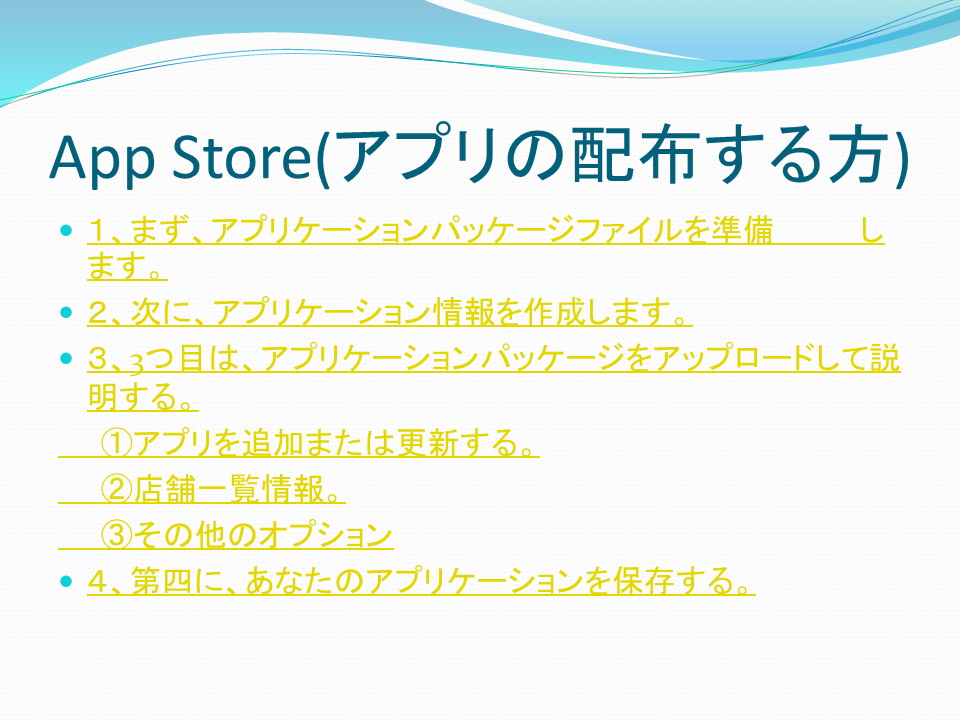 App Store(アプリの配布する方)
• １、まず、アプリケーションパッケージファイルを準備　　　し
ます。
• ２、次に、アプリケーション情報を作成します。
• ３、3つ目は、アプリケーションパッケージをアップロードして説
明する。
①アプリを追加または更新する。
②店舗一覧情報。
③その他のオプション
• ４、第四に、あなたのアプリケーションを保存する。